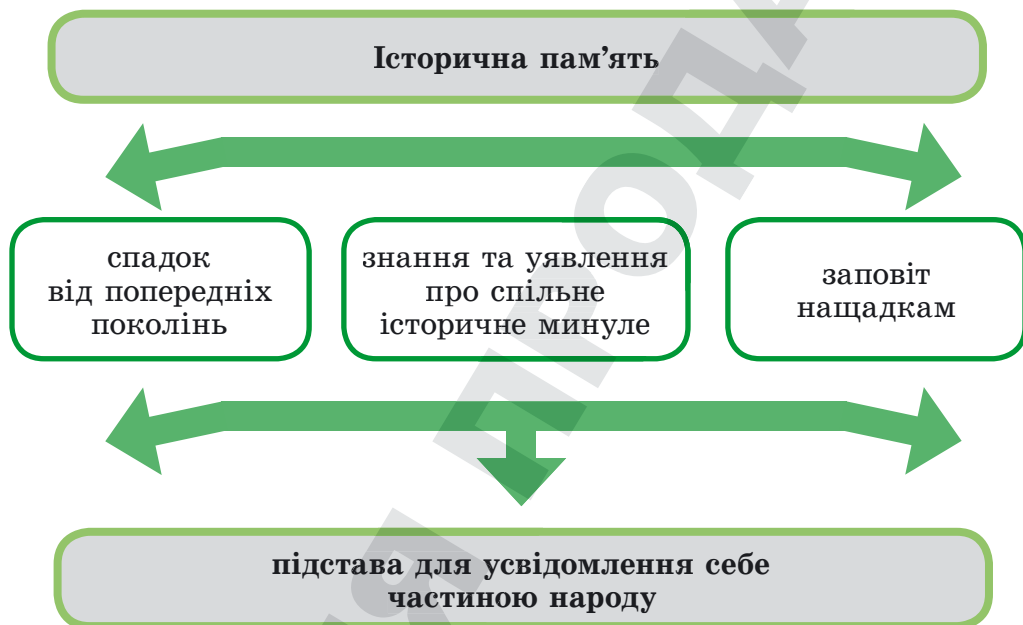 Історична пам’ять
спадок
від попередніх
поколінь
знання та уявлення
про спільне
історичне минуле
заповіт
нащадкам
підстава для усвідомлення себе
частиною народу